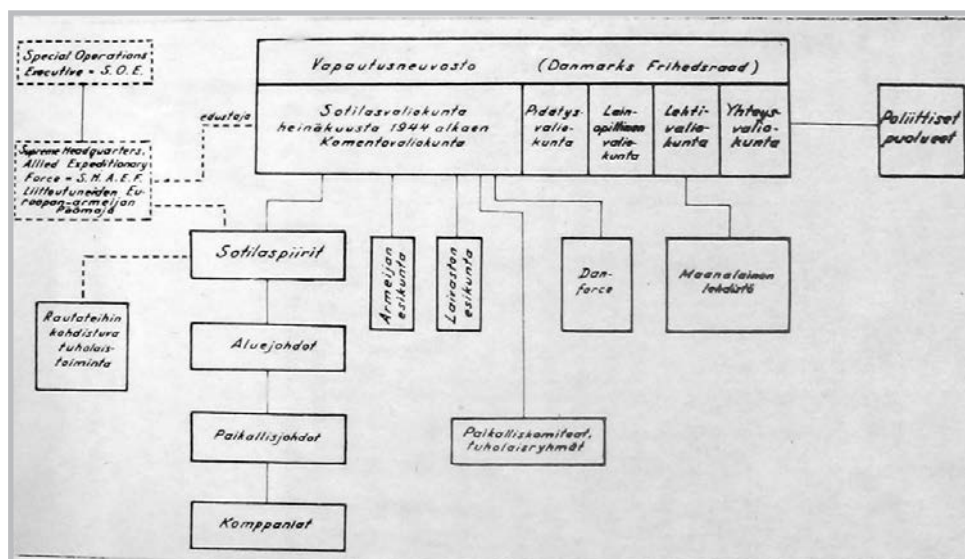 Special Operations
Executive = S.O.E.
Vapautusneuvosto (Danmarks Frihedsraad)
edustaja
Sotilasvaliokunta
heinäkuusta 1944 alkaen
Komentovaliokunta
Pidätys-
valio-
kunta
Lain-
opillinen
valio-
kunta
Lehti-
valio-
kunta
Yhteys-
valio-
kunta
Poliittiset
puolueet
Supreme Headquarters,
Allied Expeditionary
Force = S.H.A.E.F.
Liittoutuneiden Eu-
roopan-armeijan
Päämaja
Sotilaspiirit
Armeijan
esikunta
Laivaston
esikunta
Dan-
force
Maanalainen
lehdistö
Rautateihin
kohdistuva
tuholais-
toiminta
Aluejohdot
Paikallisjohdot
Paikalliskomiteat,
tuholaisryhmät
Komppaniat